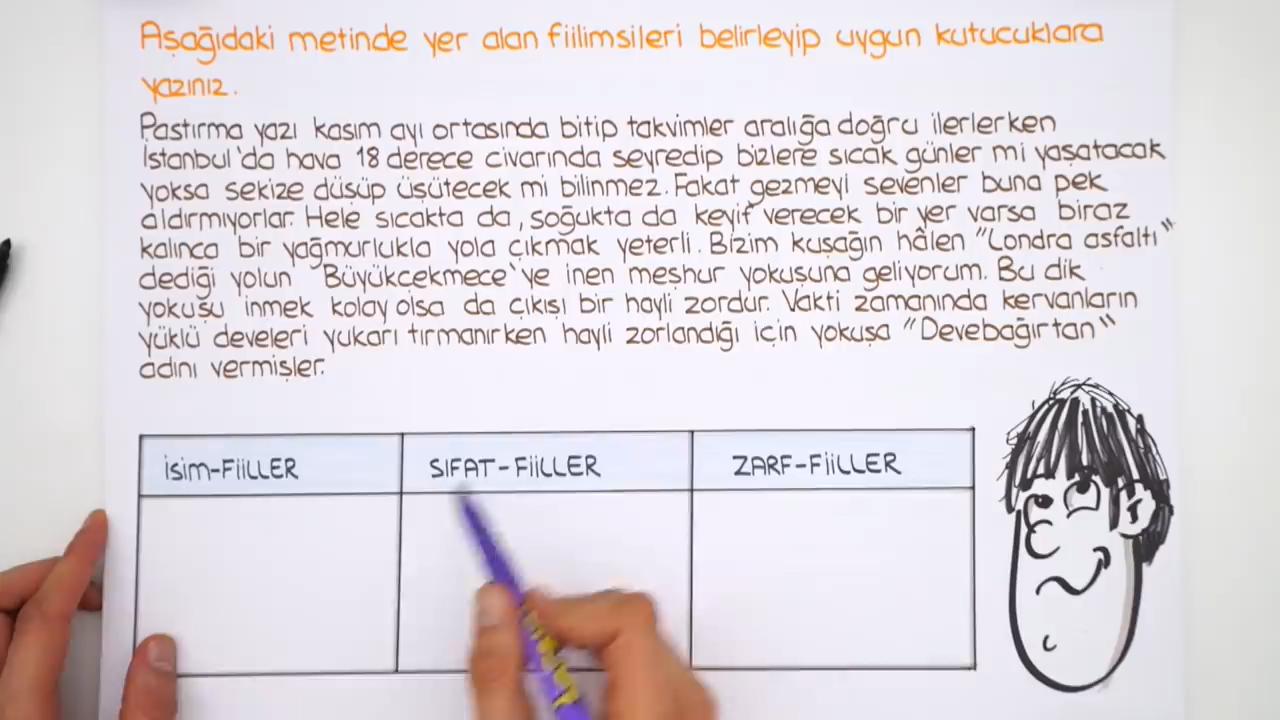 Aşağıdaki metinde yer alan fiilimsileri belirleyip uygun kutucuklara
yazınız.
Pastırma yazı kasım ayı ortasında bitip takvimler aralığa doğru ilerlerken
İstanbul'da hava 18 derece civarında seyredip bizlere sıcak günler mi yaşatacak
yoksa sekize düşüp üşütecek mi bilinmez. Fakat gezmeyi sevenler buna pek
aldırmıyorlar. Hele sıcakta da, soğukta da keyif verecek bir yer varsa biraz
kalınca bir yağmurlukla yola çıkmak yeterli. Bizim kuşağın hâlen "Londra asfaltı"
dediği yolun Büyükçekmece'ye inen meşhur yokuşuna geliyorum. Bu dik
yokuşu inmek kolay olsa da çıkışı bir hayli zordur. Vakti zamanında kervanların
yüklü develeri yukarı tırmanırken hayli zorlandığı için yokuşa "Devebağırtan"
adını vermişler.
İSİM-FİİLLER SIFAT-FİİLLER ZARF-FİİLLER